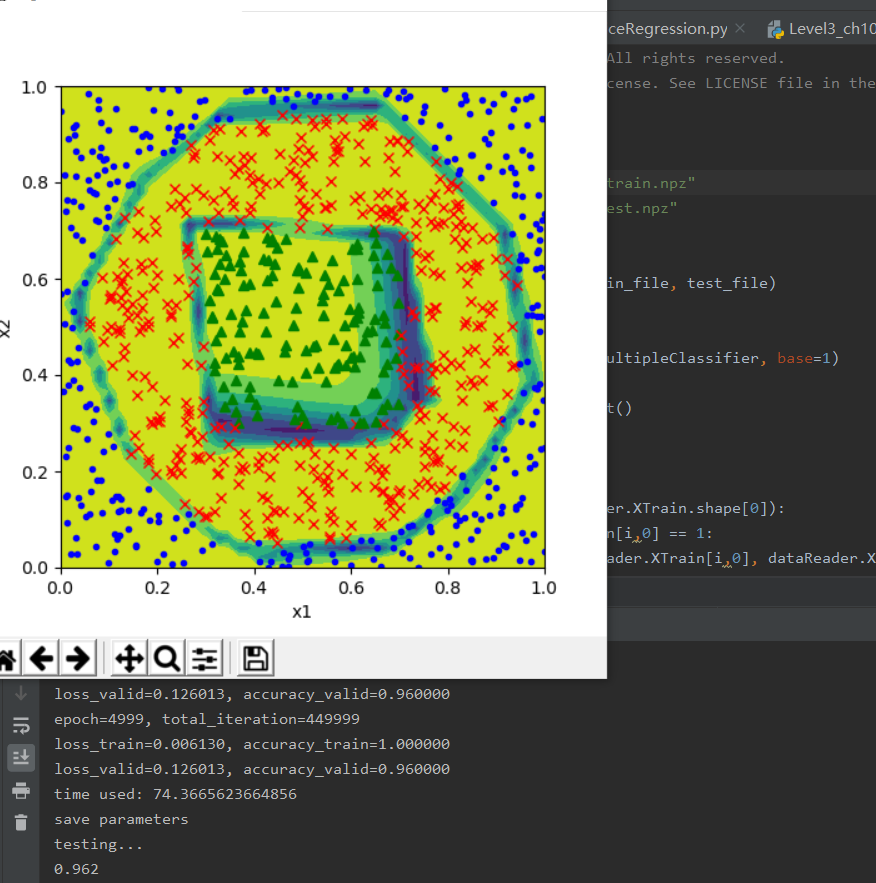 ceRegression.py
Level3_ch10
All rights reserved.
cense. See LICENSE file in the
train.npz"
est.npz"
in_file, test_file)
ultipleClassifier, base=1)
t()
er.XTrain.shape[0]):
n[i,0] == 1:
ader.XTrain[i,0], dataReader.X
1.0
0.8
0.6
0.4
0.2
0.0
x2
0.0 0.2 0.4 0.6 0.8 1.0
x1
loss_valid=0.126013, accuracy_valid=0.960000
epoch=4999, total_iteration=449999
loss_train=0.006130, accuracy_train=1.000000
loss_valid=0.126013, accuracy_valid=0.960000
time used: 74.3665623664856
save parameters
testing...
0.962